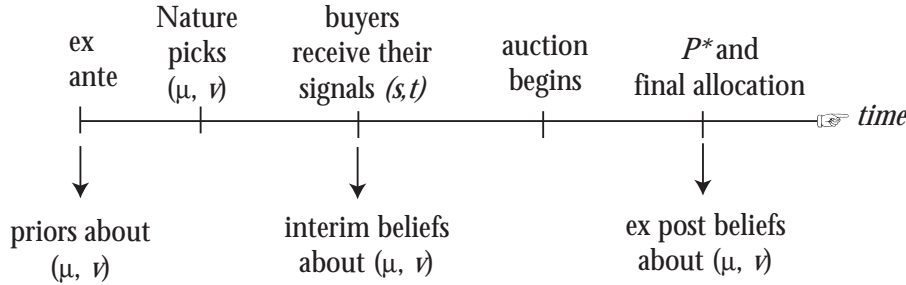 ex
ante
Nature
picks
(μ, ν)
buyers
receive their
signals (s,t)
auction
begins
P* and
final allocation
time
priors about
(μ, ν)
interim beliefs
about (μ, ν)
ex post beliefs
about (μ, ν)